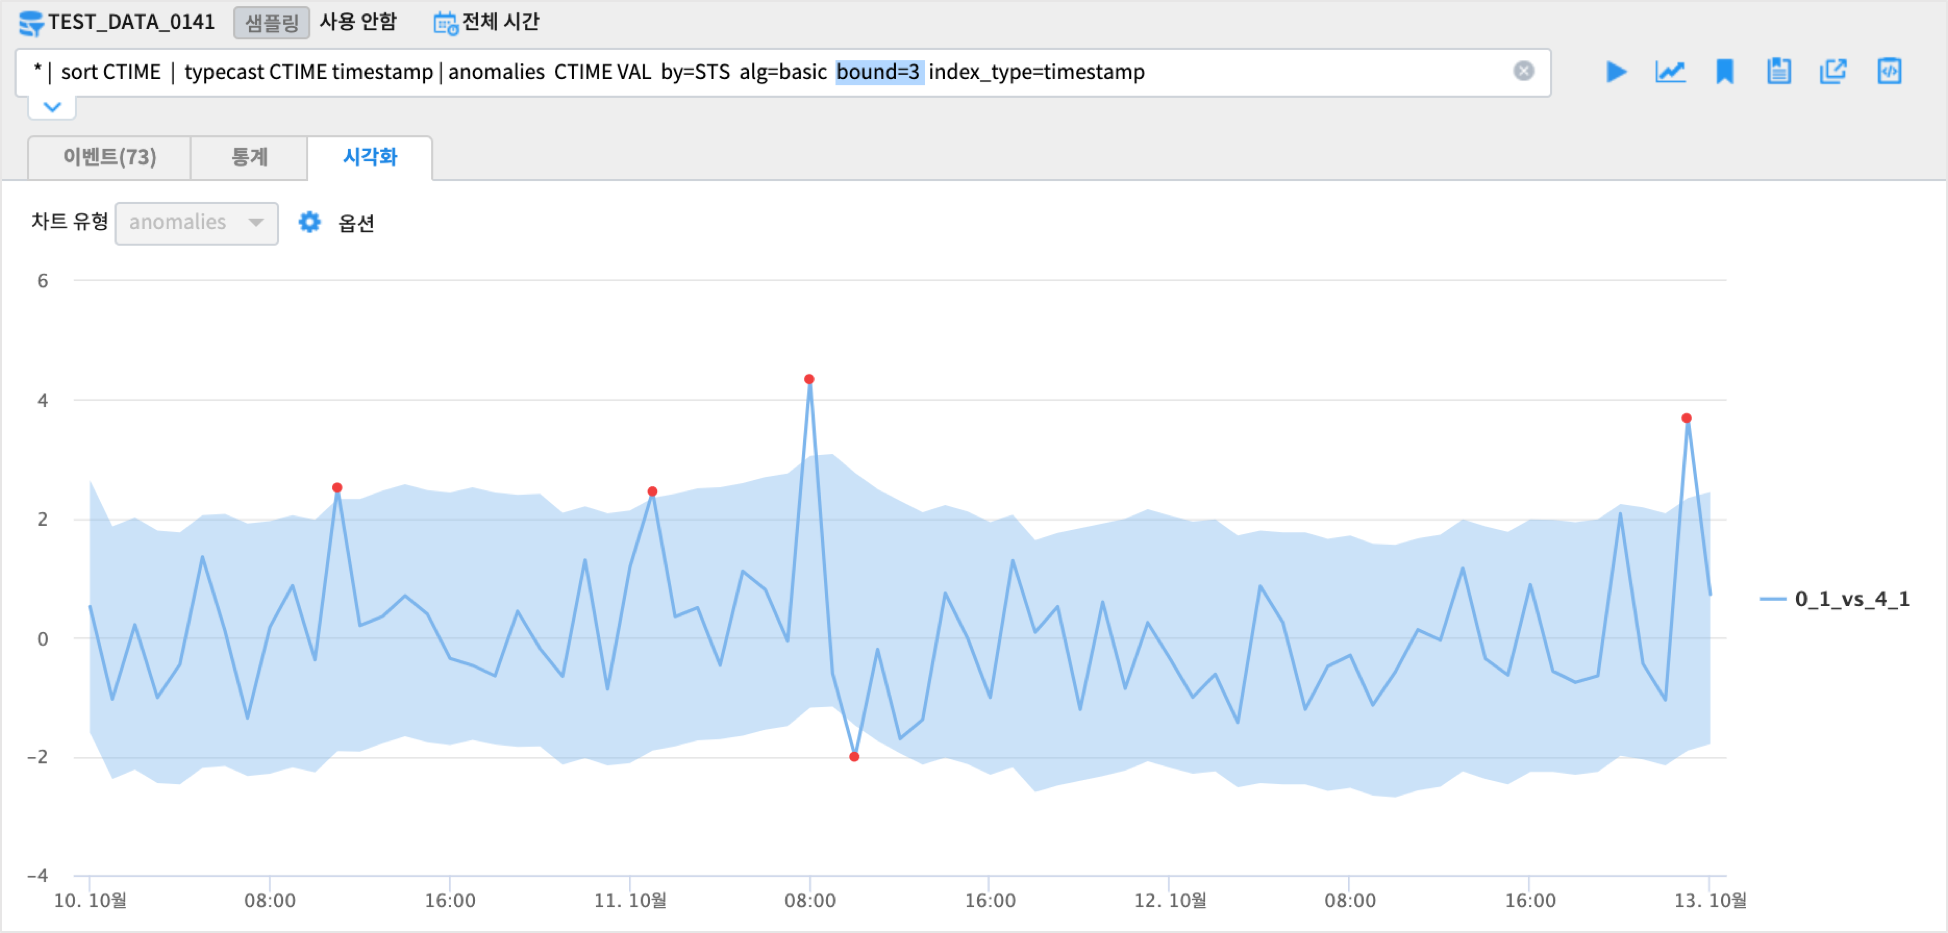 TEST_DATA_0141 샘플링 사용 안함 전체 시간
* | sort CTIME | typecast CTIME timestamp | anomalies CTIME VAL by=STS alg=basic bound=3 index_type=timestamp
이벤트(73) 통계 시각화
차트 유형 anomalies 옵션
6
4
2
0
0_1_vs_4_1
-2
-4
10. 10월 08:00 16:00 11. 10월 08:00 16:00 12. 10월 08:00 16:00 13. 10월